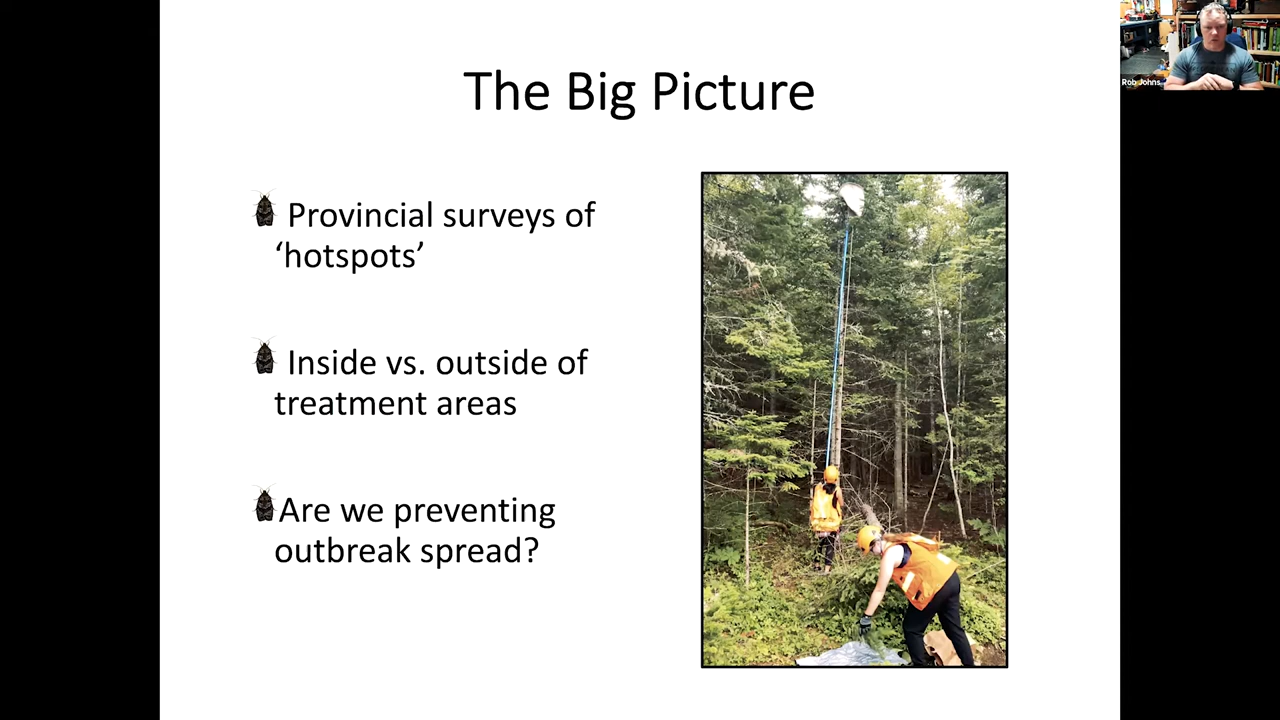 The Big Picture
Rob Johns
Provincial surveys of
‘hotspots’
Inside vs. outside of
treatment areas
Are we preventing
outbreak spread?